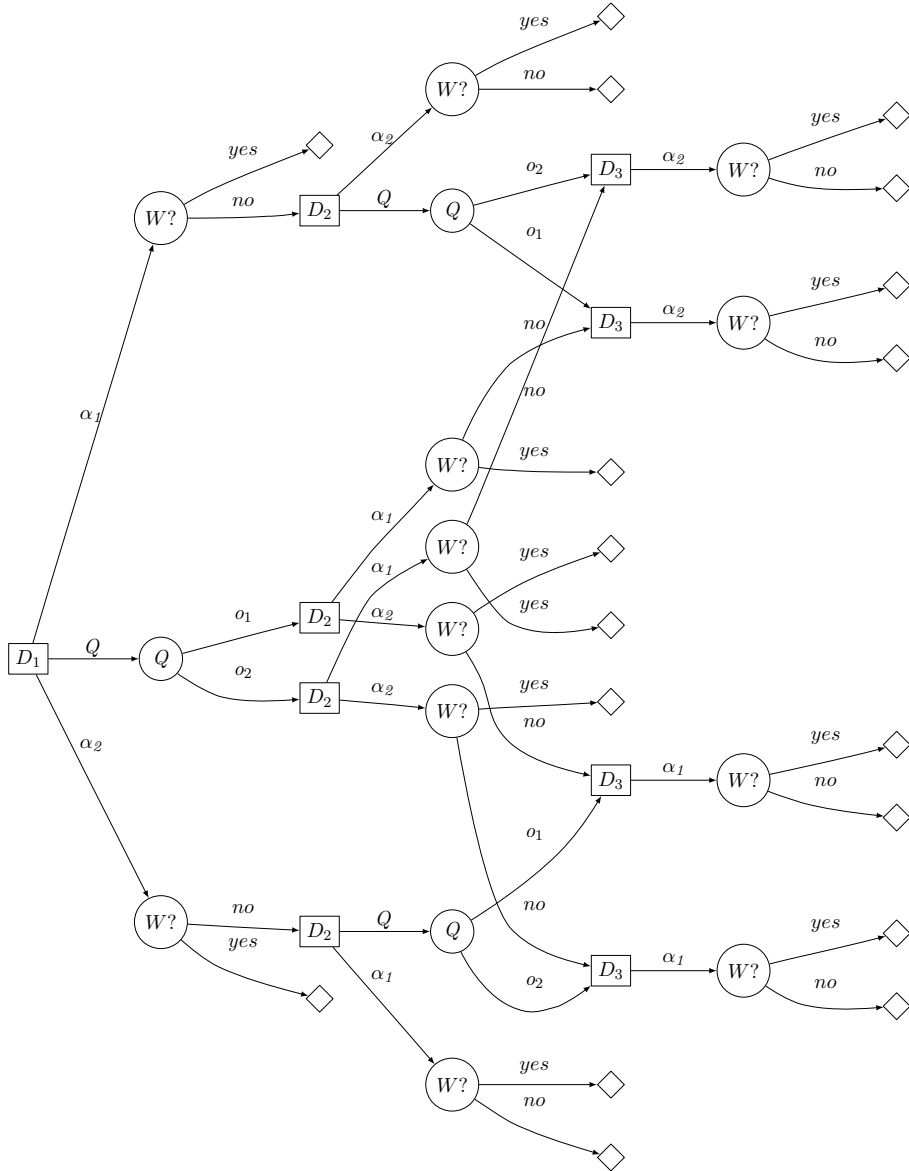 yes
W?
no
α₂
yes
W?
no
D₂
Q
Q
o₂
D₃
α₂
W?
yes
no
o₁
D₃
α₂
W?
yes
no
α₁
no
no
W?
yes
α₁
W?
α₁
yes
yes
D₁
Q
Q
o₁
D₂
α₂
W?
o₂
D₂
α₂
W?
yes
no
D₃
α₁
W?
yes
no
α₂
o₁
W?
no
D₂
Q
Q
no
yes
α₁
o₂
D₃
α₁
W?
yes
no
W?
yes
no